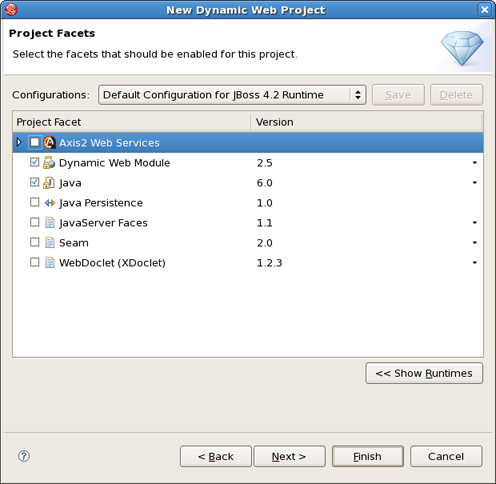 New Dynamic Web Project
Project Facets
Select the facets that should be enabled for this project.
Configurations: Default Configuration for JBoss 4.2 Runtime Save Delete
Project Facet Version
Axis2 Web Services
Dynamic Web Module 2.5
Java 6.0
Java Persistence 1.0
JavaServer Faces 1.1
Seam 2.0
WebDoclet (XDoclet) 1.2.3
<< Show Runtimes
< Back Next > Finish Cancel